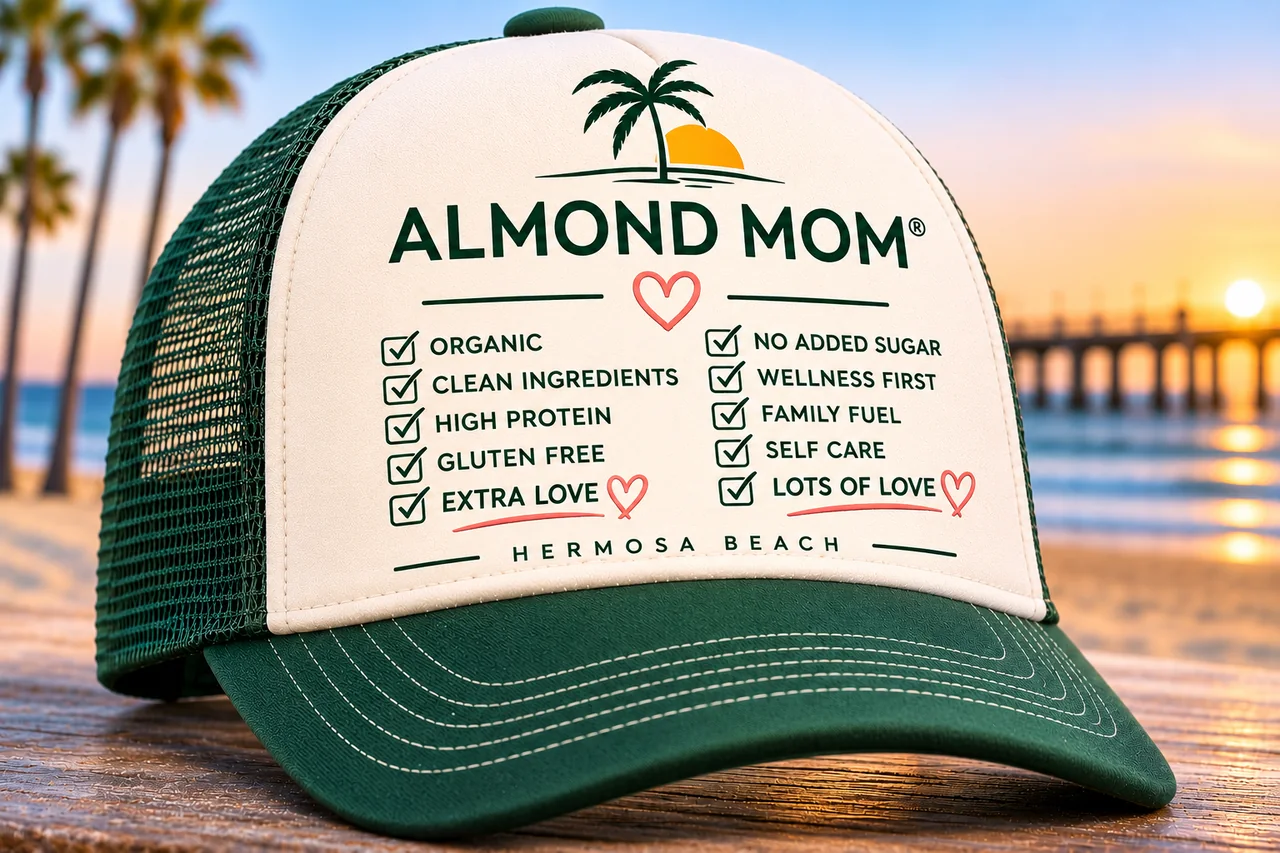 ALMOND MOM®
ORGANIC
CLEAN INGREDIENTS
HIGH PROTEIN
GLUTEN FREE
EXTRA LOVE
NO ADDED SUGAR
WELLNESS FIRST
FAMILY FUEL
SELF CARE
LOTS OF LOVE
HERMOSA BEACH